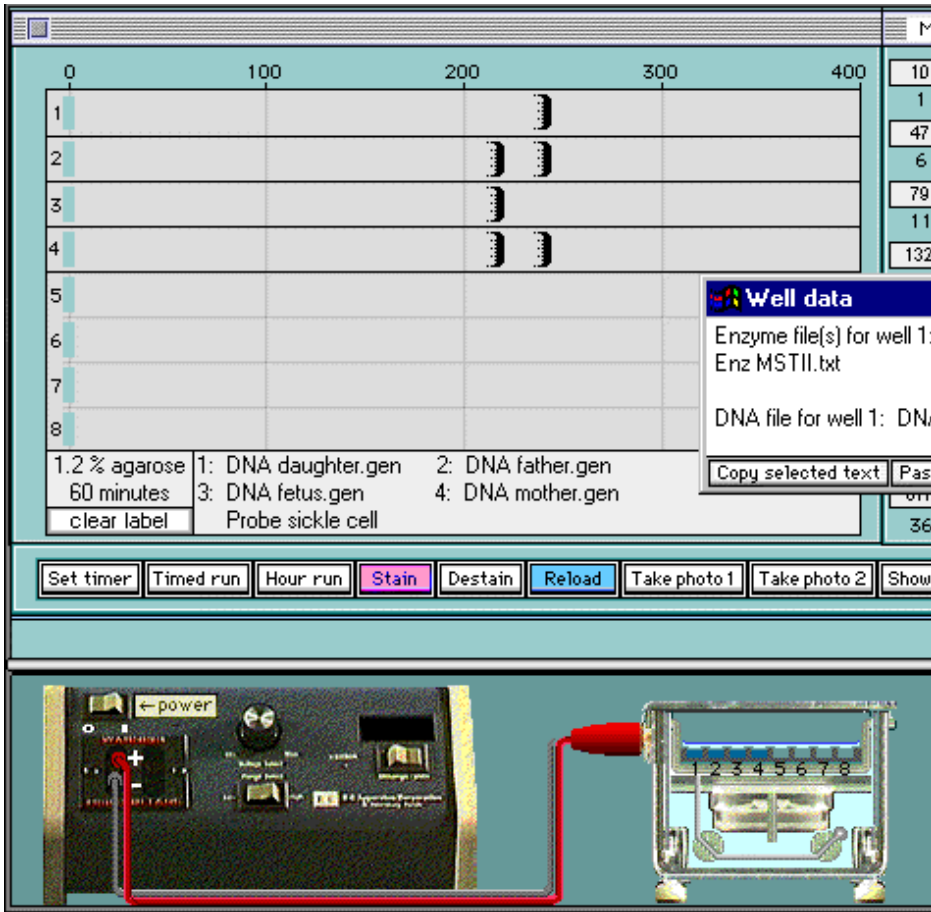 M
0 100 200 300 400
10
1
1
47
2
6
79
3
11
4
132
5
Well data
6
Enzyme file(s) for well 1:
Enz MSTII.txt
7
8
DNA file for well 1: DNA
1.2 % agarose 1: DNA daughter.gen 2: DNA father.gen
Copy selected text Pas
60 minutes 3: DNA fetus.gen 4: DNA mother.gen
clear label Probe sickle cell
36
Set timer Timed run Hour run Stain Destain Reload Take photo 1 Take photo 2 Show
←power
WARNING
+
-
1 2 3 4 5 6 7 8